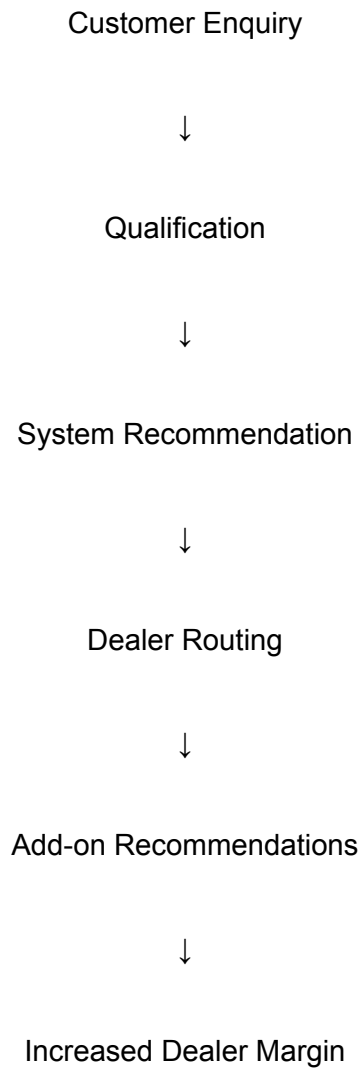 Customer Enquiry
↓
Qualification
↓
System Recommendation
↓
Dealer Routing
↓
Add-on Recommendations
↓
Increased Dealer Margin